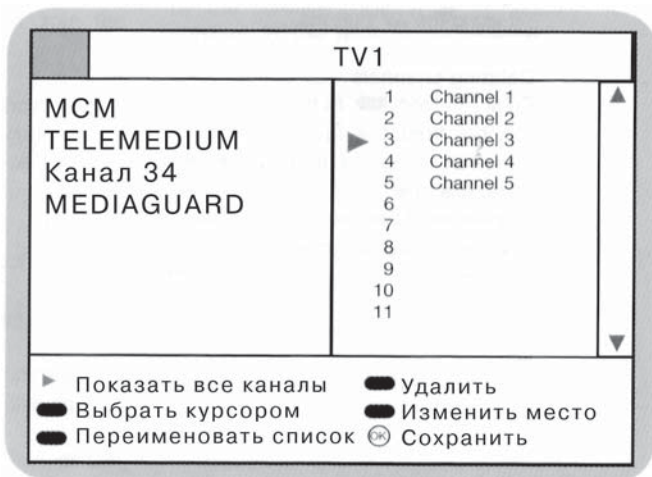 TV1
MCM
TELEMEDIUM
Канал 34
MEDIAGUARD
1 Channel 1
2 Channel 2
3 Channel 3
4 Channel 4
5 Channel 5
6
7
8
9
10
11
Показать все каналы
Выбрать курсором
Переименовать список
Удалить
Изменить место
OK Сохранить